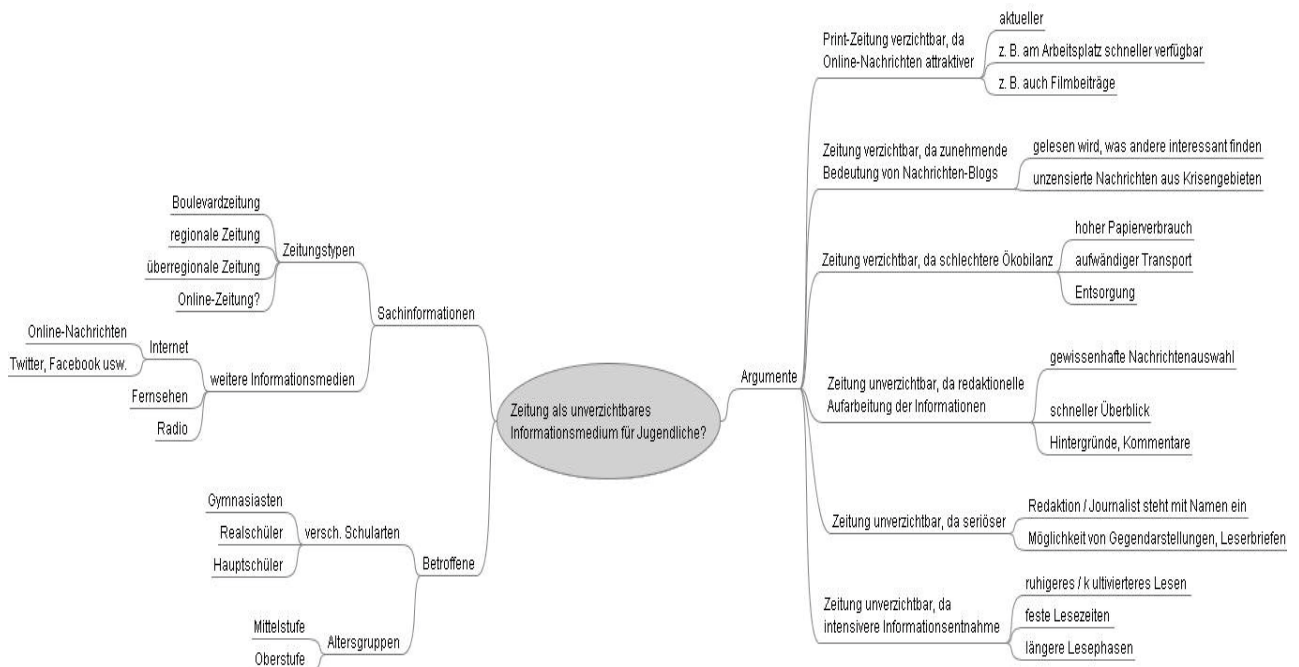 Zeitung als unverzichtbares
Informationsmedium für Jugendliche?
Sachinformationen
Zeitungstypen
Boulevardzeitung
regionale Zeitung
überregionale Zeitung
Online-Zeitung?
weitere Informationsmedien
Internet
Online-Nachrichten
Twitter, Facebook usw.
Fernsehen
Radio
Betroffene
versch. Schularten
Gymnasiasten
Realschüler
Hauptschüler
Altersgruppen
Mittelstufe
Oberstufe
Argumente
Print-Zeitung verzichtbar, da
Online-Nachrichten attraktiver
aktueller
z. B. am Arbeitsplatz schneller verfügbar
z. B. auch Filmbeiträge
Zeitung verzichtbar, da zunehmende
Bedeutung von Nachrichten-Blogs
gelesen wird, was andere interessant finden
unzensierte Nachrichten aus Krisengebieten
Zeitung verzichtbar, da schlechtere Ökobilanz
hoher Papierverbrauch
aufwändiger Transport
Entsorgung
Zeitung unverzichtbar, da redaktionelle
Aufarbeitung der Informationen
gewissenhafte Nachrichtenauswahl
schneller Überblick
Hintergründe, Kommentare
Zeitung unverzichtbar, da seriöser
Redaktion / Journalist steht mit Namen ein
Möglichkeit von Gegendarstellungen, Leserbriefen
Zeitung unverzichtbar, da
intensivere Informationsentnahme
ruhigeres / k ultivierteres Lesen
feste Lesezeiten
längere Lesephasen